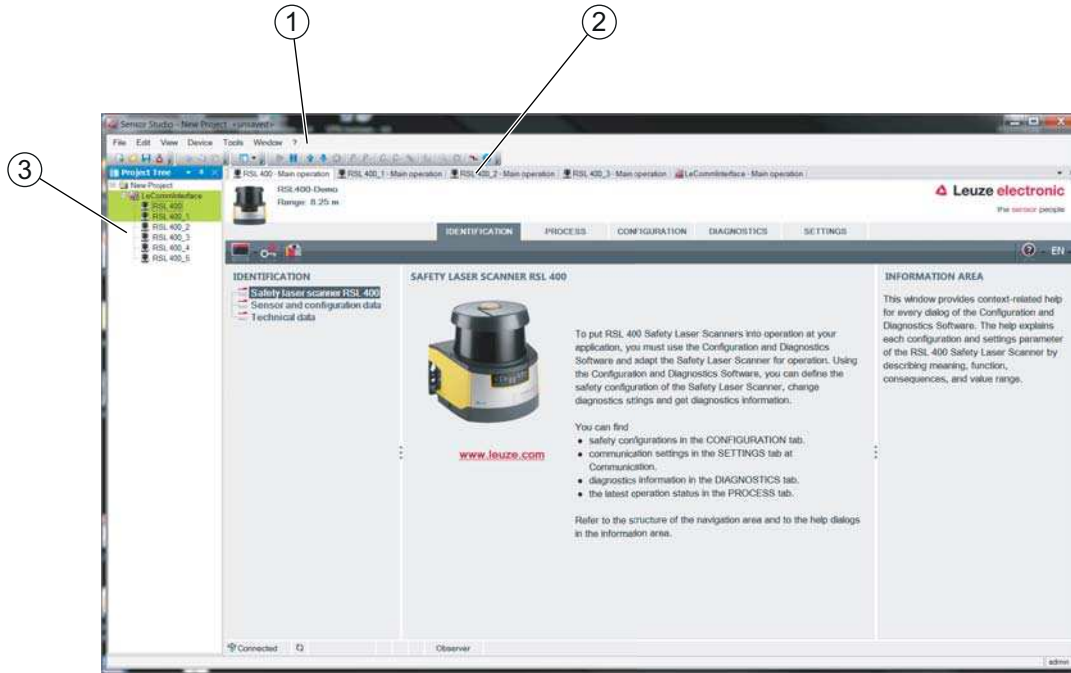 1
2
3
Sensor Studio - New Project <unsaved>
File Edit View Device Tools Window ?
Project Tree
New Project
LeCommInterface
RSL 400
RSL 400_1
RSL 400_2
RSL 400_3
RSL 400_4
RSL 400_5
RSL 400 - Main operation
RSL 400_1 - Main operation
RSL 400_2 - Main operation
RSL 400_3 - Main operation
LeCommInterface - Main operation
RSL400-Demo
Range: 8.25 m
Leuze electronic
the sensor people
IDENTIFICATION PROCESS CONFIGURATION DIAGNOSTICS SETTINGS
? EN
IDENTIFICATION
Safety laser scanner RSL 400
Sensor and configuration data
Technical data
SAFETY LASER SCANNER RSL 400
www.leuze.com
To put RSL 400 Safety Laser Scanners into operation at your
application, you must use the Configuration and Diagnostics
Software and adapt the Safety Laser Scanner for operation. Using
the Configuration and Diagnostics Software, you can define the
safety configuration of the Safety Laser Scanner, change
diagnostics strings and get diagnostics information.
You can find
• safety configurations in the CONFIGURATION tab.
• communication settings in the SETTINGS tab at
Communication.
• diagnostics information in the DIAGNOSTICS tab.
• the latest operation status in the PROCESS tab.
Refer to the structure of the navigation area and to the help dialogs
in the information area.
INFORMATION AREA
This window provides context-related help
for every dialog of the Configuration and
Diagnostics Software. The help explains
each configuration and settings parameter
of the RSL 400 Safety Laser Scanner by
describing meaning, function,
consequences, and value range.
Connected
Observer
admin